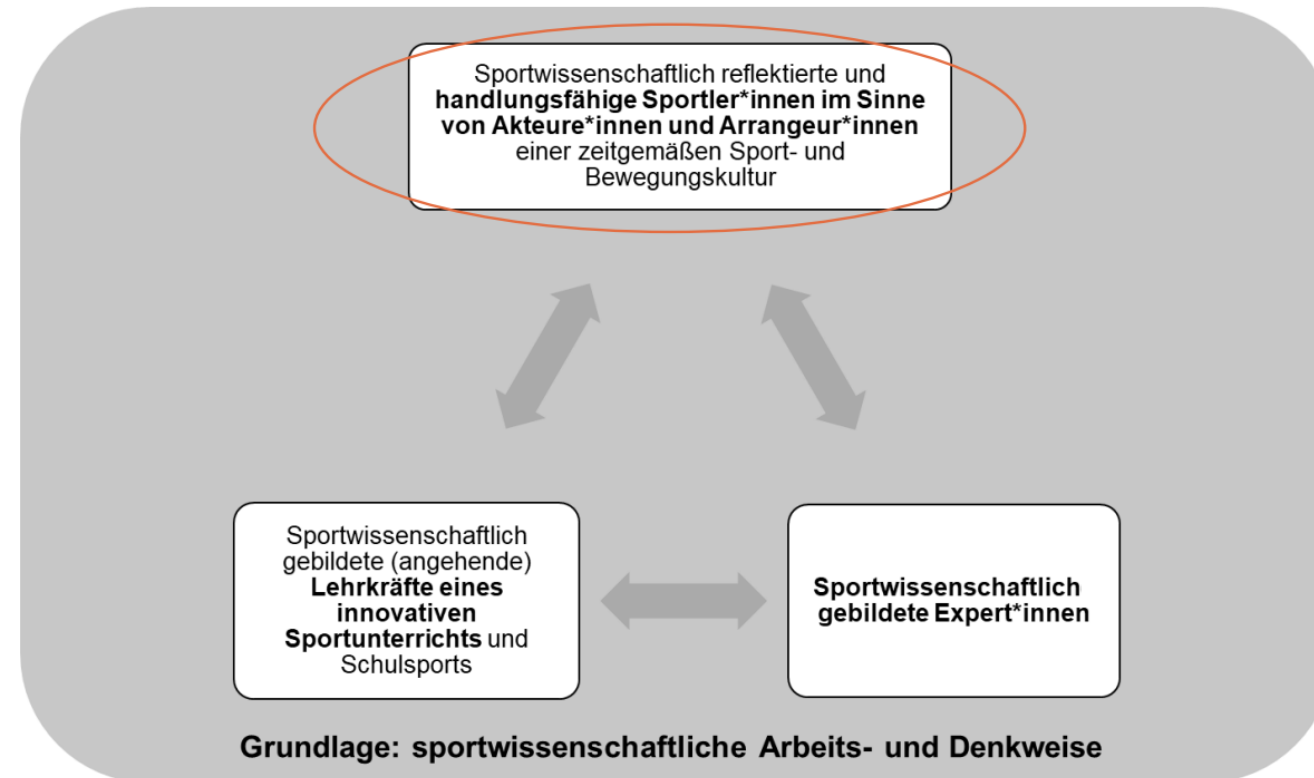 Sportwissenschaftlich reflektierte und
handlungsfähige Sportler*innen im Sinne
von Akteure*innen und Arrangeur*innen
einer zeitgemäßen Sport- und
Bewegungskultur
Sportwissenschaftlich
gebildete (angehende)
Lehrkräfte eines
innovativen
Sportunterrichts und
Schulsports
Sportwissenschaftlich
gebildete Expert*innen
Grundlage: sportwissenschaftliche Arbeits- und Denkweise